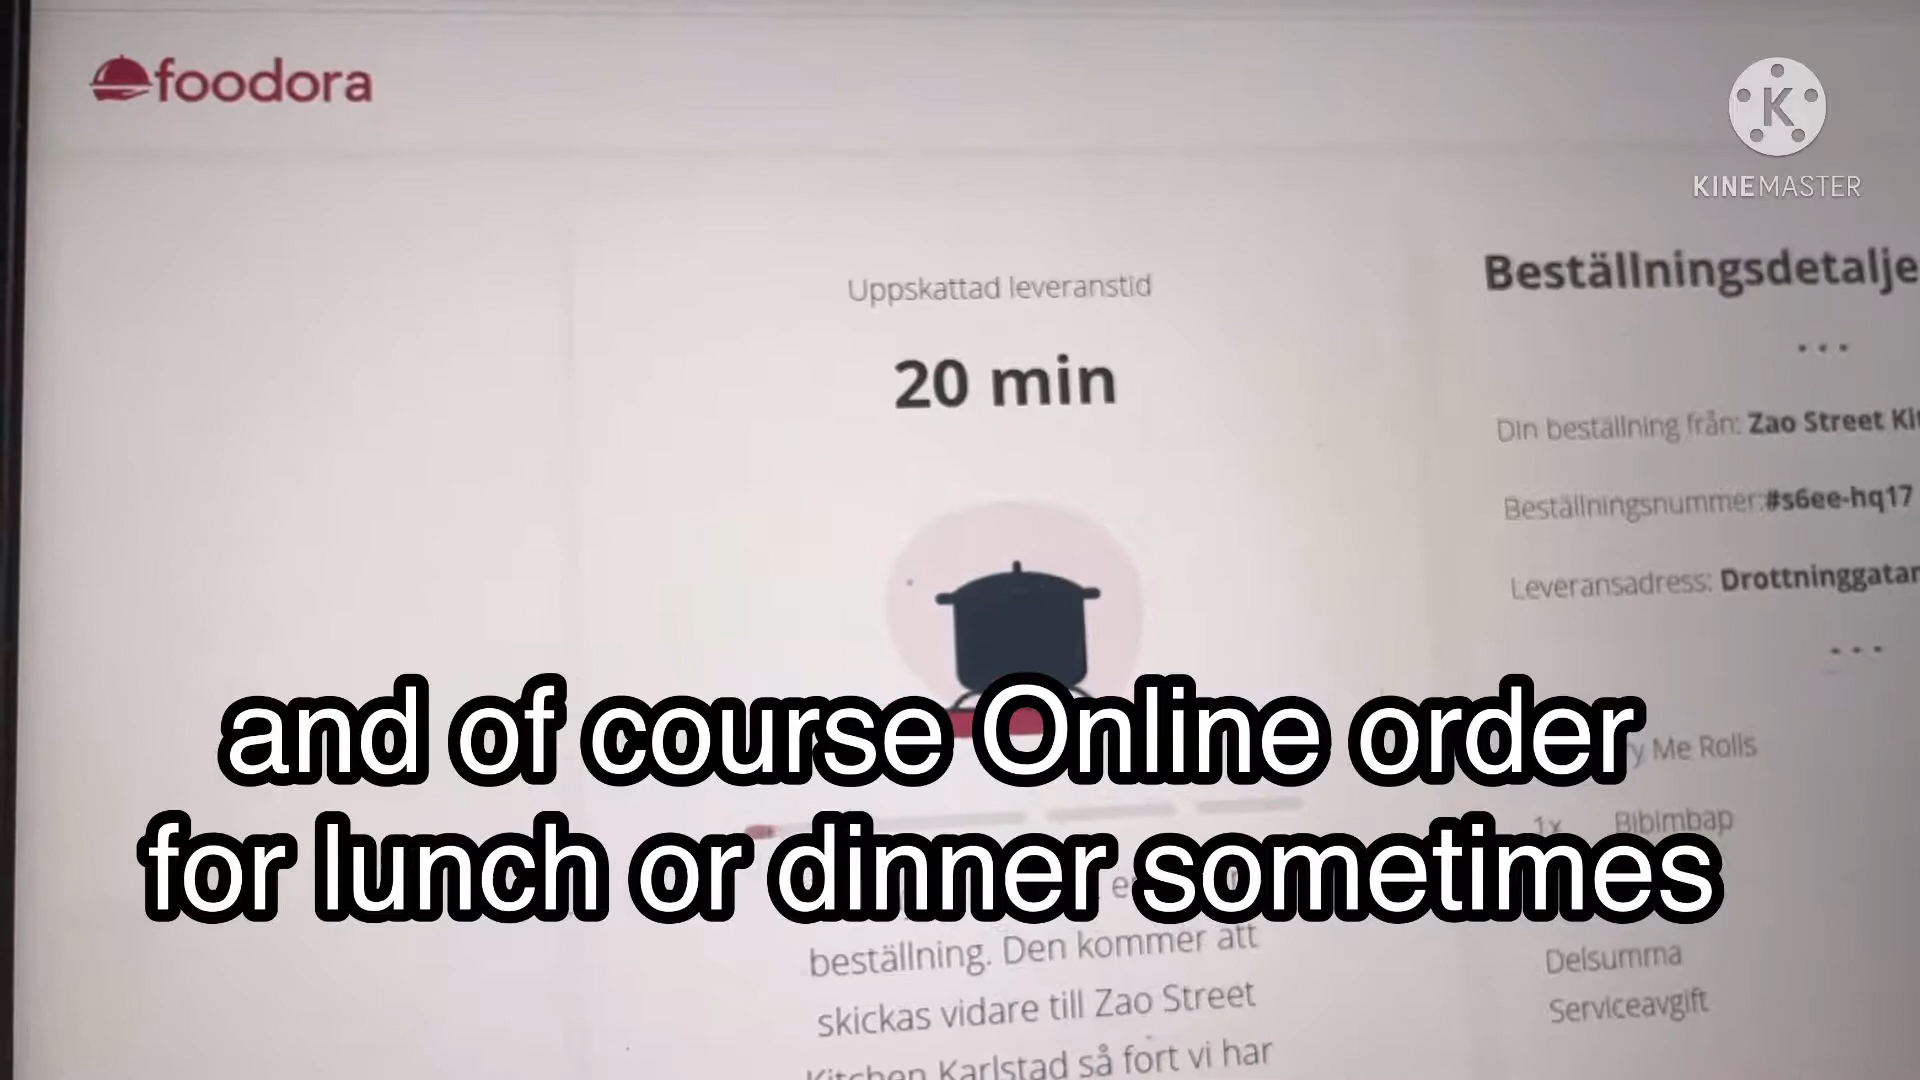 foodora
K
KINEMASTER
Uppskattad leveranstid
20 min
Beställningsdetalje
Din beställning från: Zao Street Kit
Beställningsnummer:#s6ee-hq17
Leveransadress: Drottninggatan
and of course Online order
for lunch or dinner sometimes
Me Rolls
1x Bibimbap
beställning. Den kommer att
skickas vidare till Zao Street
Kitchen Karlstad så fort vi har
Delsumma
Serviceavgift